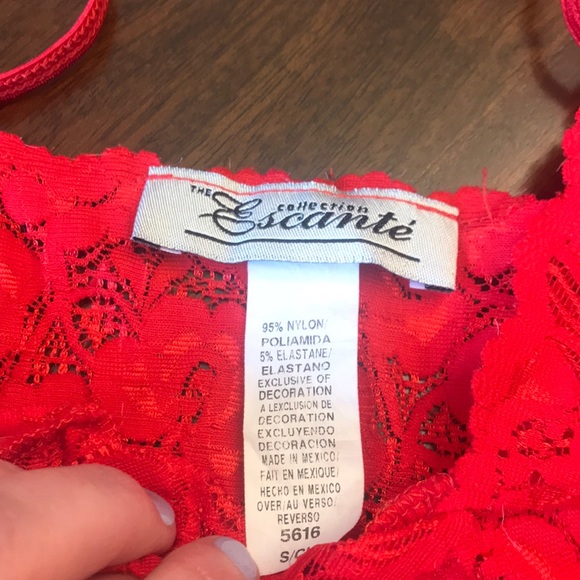 THE Collection
Escanté
95% NYLON/
POLIAMIDA
5% ELASTANE/
ELASTANO
EXCLUSIVE OF
DECORATION
A LEXCLUSION DE
DECORATION
EXCLUYENDO
DECORACION
MADE IN MEXICO/
FAIT EN MEXIQUE/
HECHO EN MEXICO
OVER/AU VERSO/
REVERSO
5616